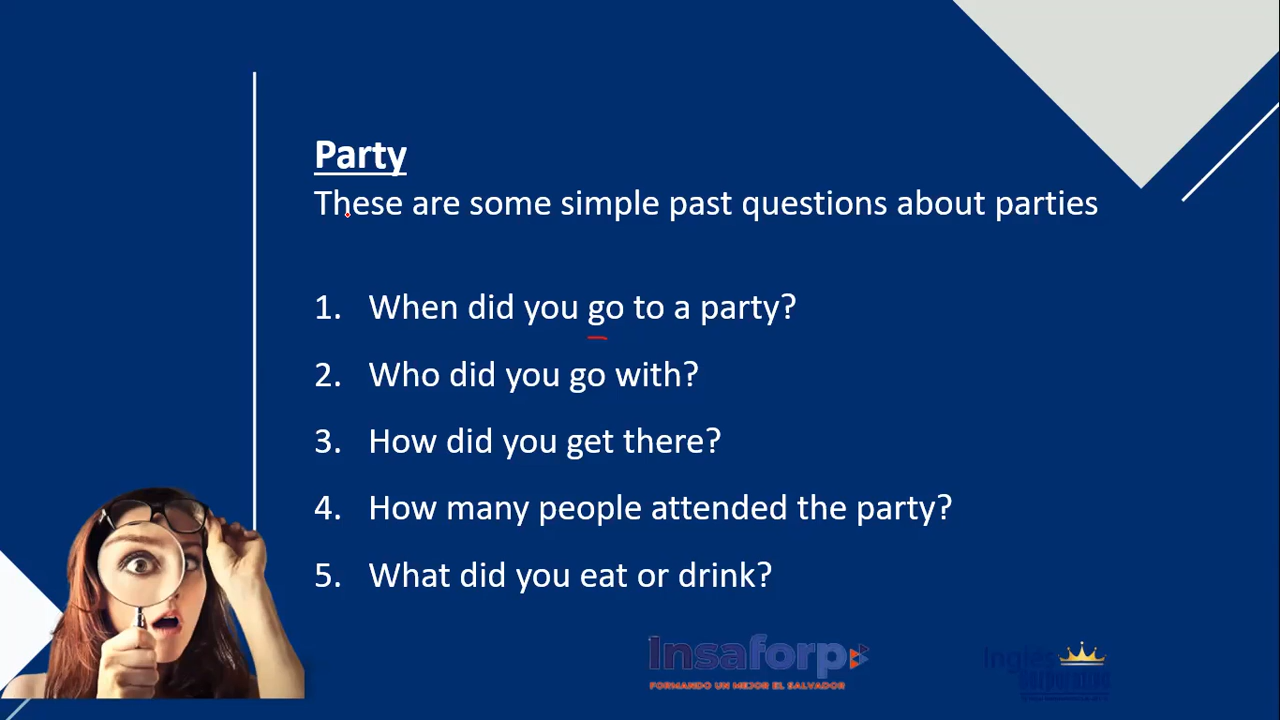 Party
These are some simple past questions about parties
1. When did you go to a party?
2. Who did you go with?
3. How did you get there?
4. How many people attended the party?
5. What did you eat or drink?
Insaforp
FORMANDO UN MEJOR EL SALVADOR
Ingles